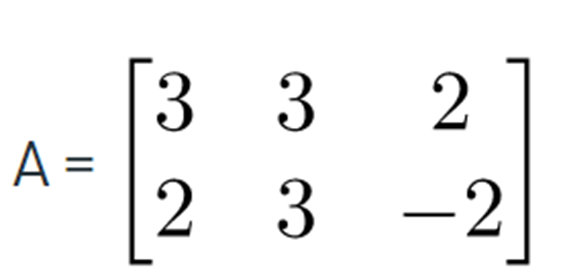 A = [3 3 2
2 3 −2]